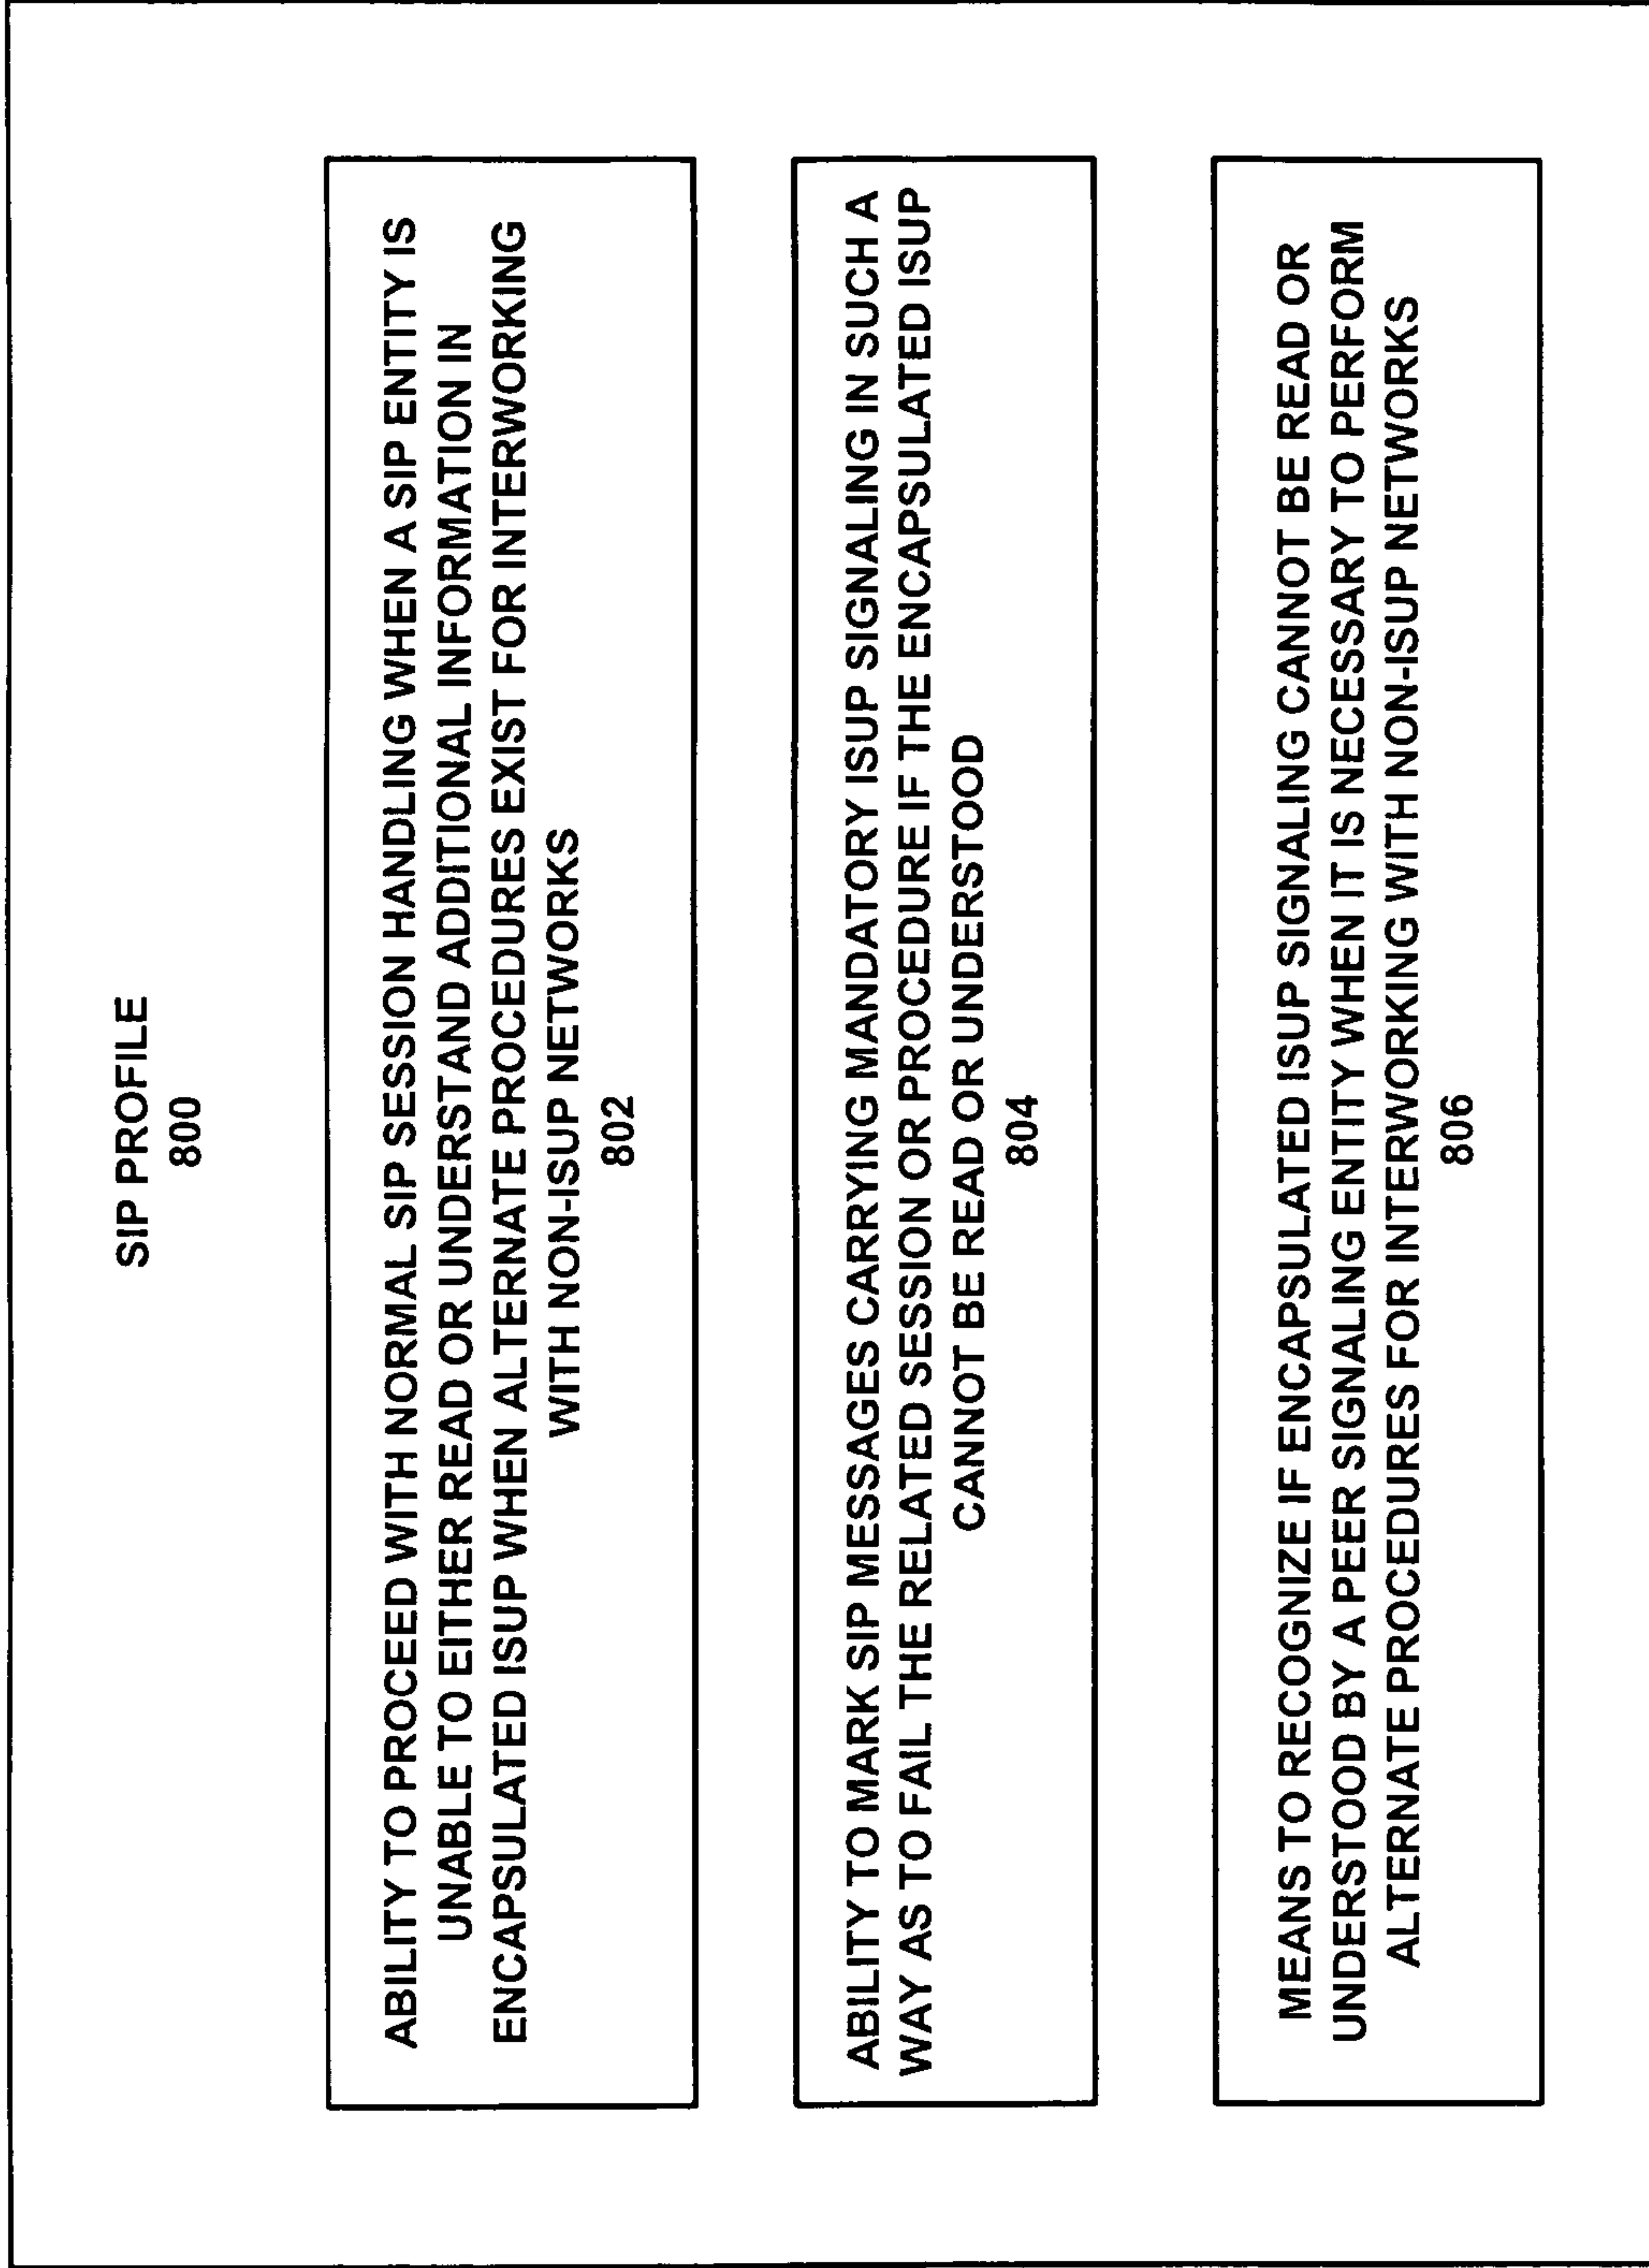 SIP PROFILE
800
ABILITY TO PROCEED WITH NORMAL SIP SESSION HANDLING WHEN A SIP ENTITY IS
UNABLE TO EITHER READ OR UNDERSTAND ADDITIONAL INFORMATION IN
ENCAPSULATED ISUP WHEN ALTERNATE PROCEDURES EXIST FOR INTERWORKING
WITH NON-ISUP NETWORKS
802
ABILITY TO MARK SIP MESSAGES CARRYING MANDATORY ISUP SIGNALING IN SUCH A
WAY AS TO FAIL THE RELATED SESSION OR PROCEDURE IF THE ENCAPSULATED ISUP
CANNOT BE READ OR UNDERSTOOD
804
MEANS TO RECOGNIZE IF ENCAPSULATED ISUP SIGNALING CANNOT BE READ OR
UNDERSTOOD BY A PEER SIGNALING ENTITY WHEN IT IS NECESSARY TO PERFORM
ALTERNATE PROCEDURES FOR INTERWORKING WITH NON-ISUP NETWORKS
806